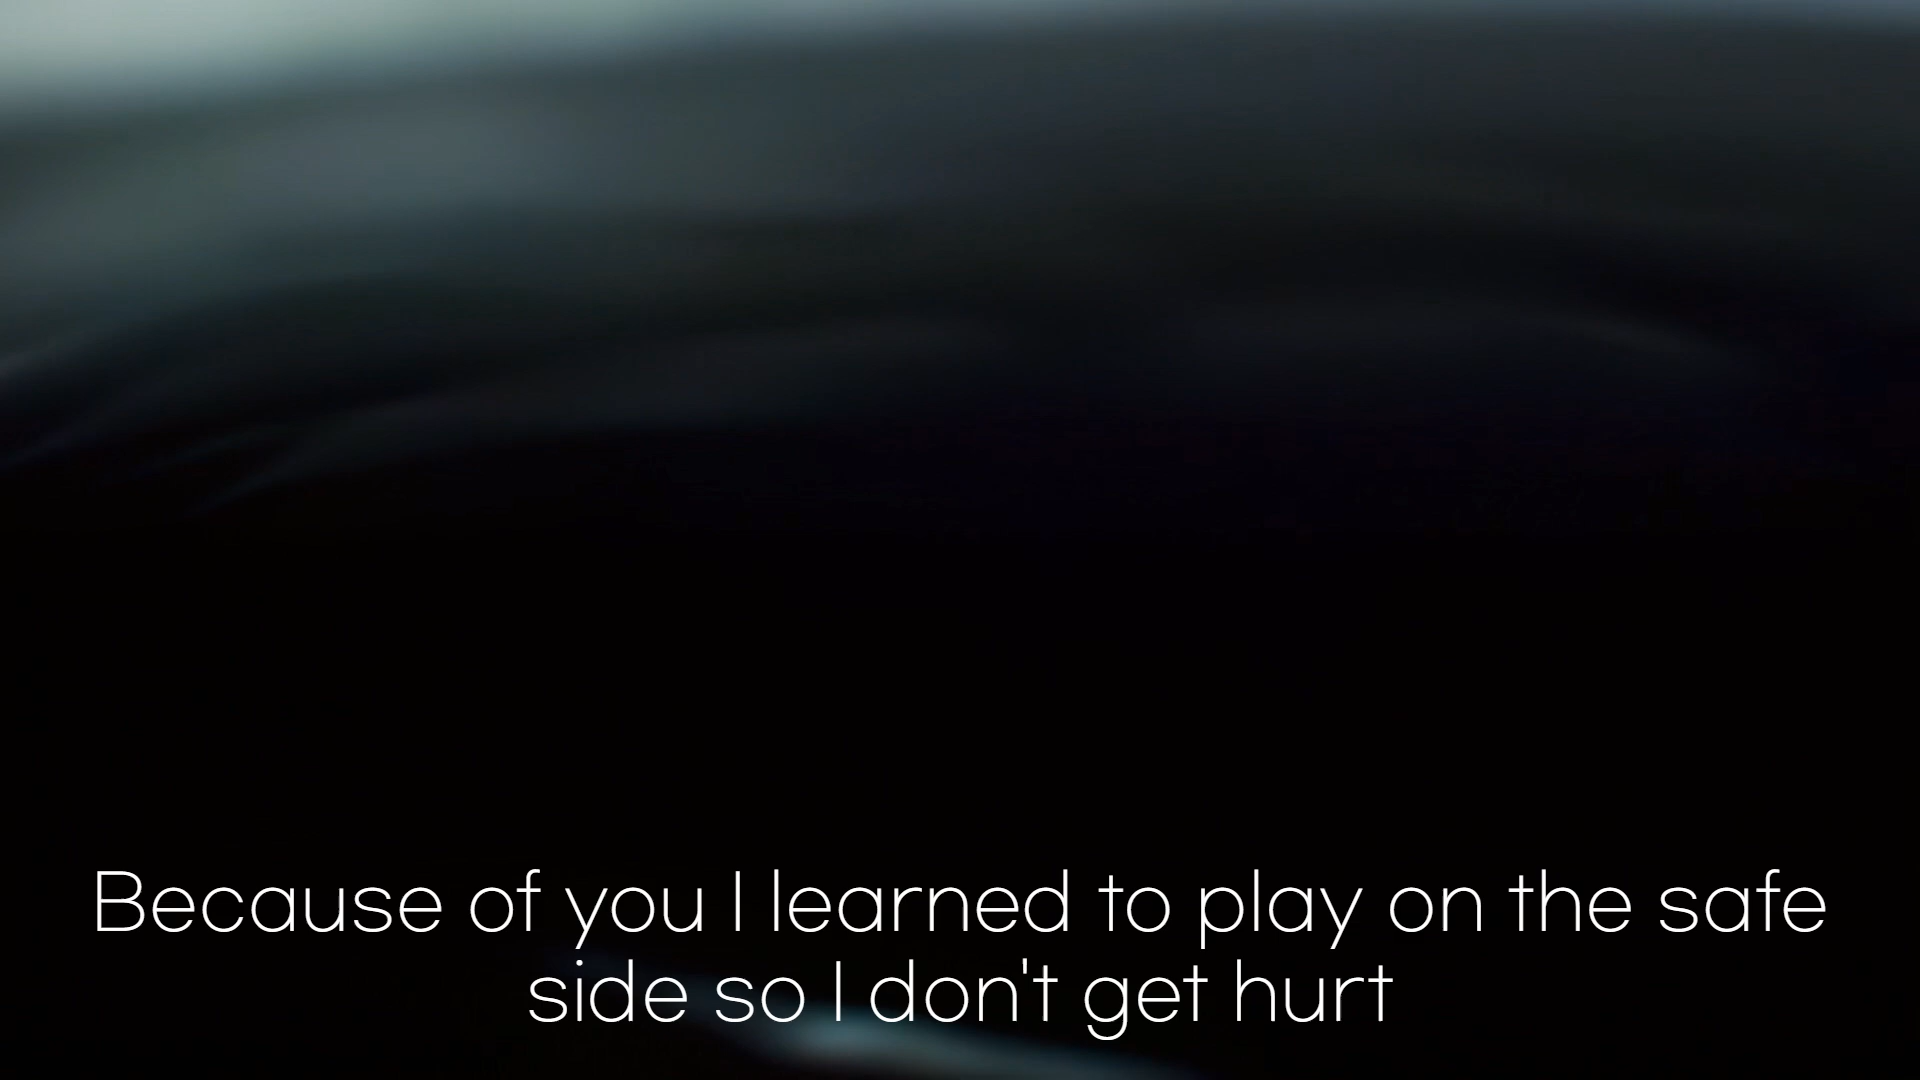 Because of you I learned to play on the safe
side so I don't get hurt